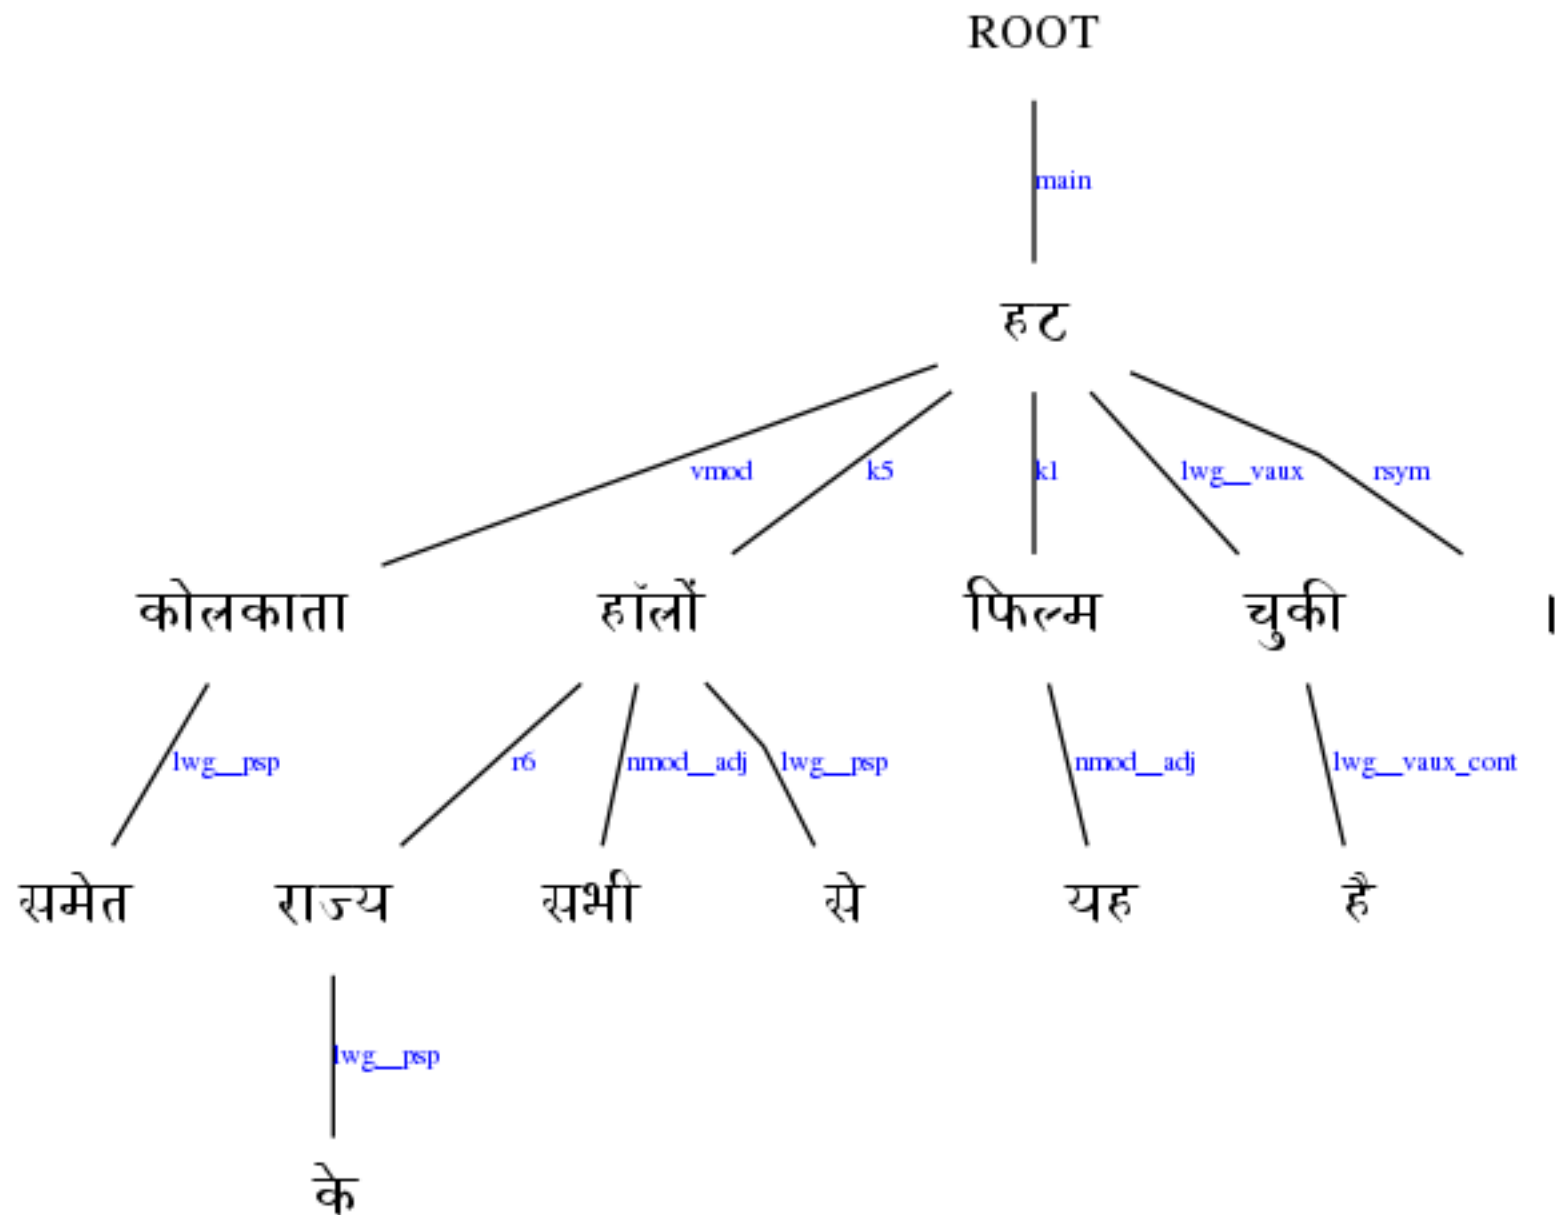 ROOT
main
हट
vmod k5 k1 lwg__vaux rsym
कोलकाता हॉलों फिल्म चुकी ।
lwg__psp r6 nmod__adj lwg__psp nmod__adj lwg__vaux_cont
समेत राज्य सभी से यह है
lwg__psp
के